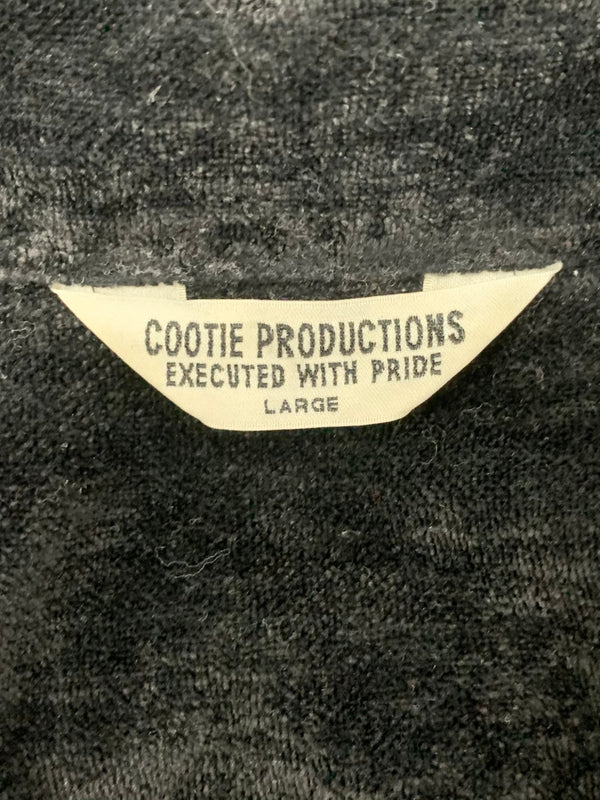 COOTIE PRODUCTIONS
EXECUTED WITH PRIDE
LARGE